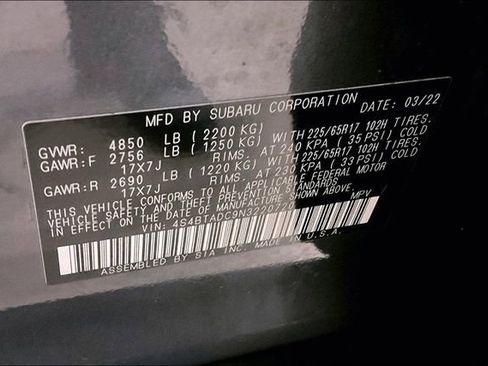 MFD BY SUBARU CORPORATION DATE: 03/22
GVWR: 4850 LB (2200 KG)
GAWR:F 2756 LB (1250 KG) WITH 225/65R17 102H TIRES.
17X7J RIMS. AT 240 KPA (35 PSI) COLD
GAWR:R 2690 LB (1220 KG) WITH 225/65R17 102H TIRES.
17X7J RIMS. AT 230 KPA (33 PSI) COLD
THIS VEHICLE CONFORMS TO ALL APPLICABLE FEDERAL MOTOR
VEHICLE SAFETY AND THEFT PREVENTION STANDARDS
IN EFFECT ON THE DATE OF MANUFACTURE SHOWN ABOVE.
VIN: 4S4BTADC9N3220220 MPV
ASSEMBLED BY SIA INC. MADE IN U.S.A.